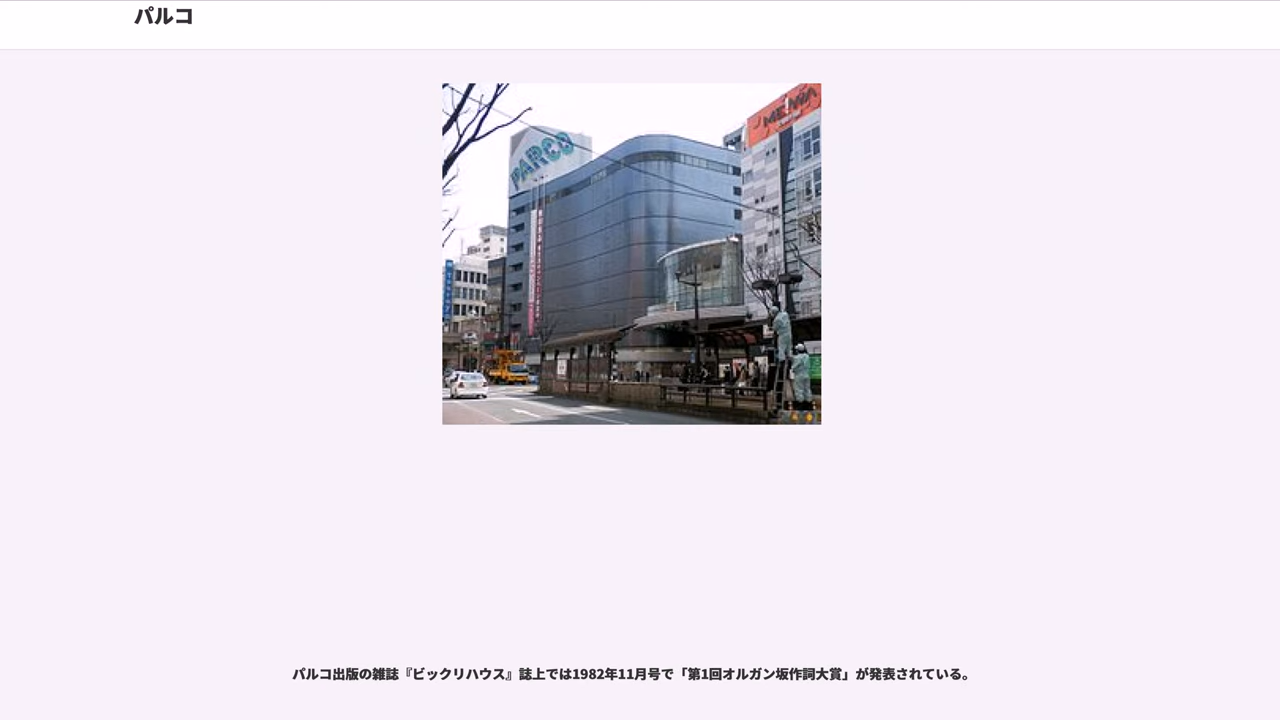 パルコ
PARCO
MEIWA
パルコ出版の雑誌『ビックリハウス』誌上では1982年11月号で「第1回オルガン坂作詞大賞」が発表されている。